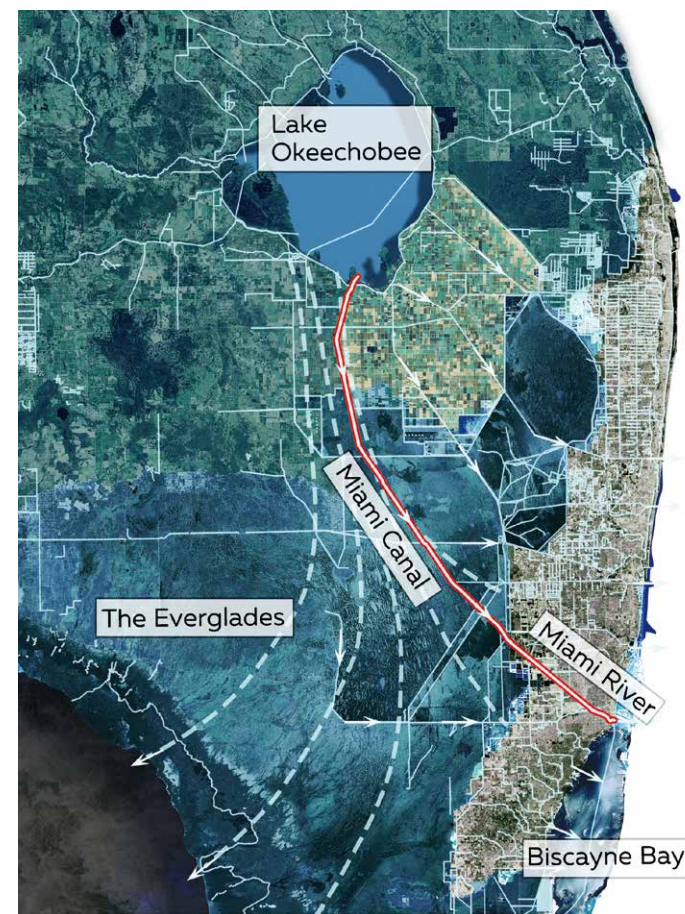 Lake
Okeechobee
Miami Canal
The Everglades
Miami River
Biscayne Bay